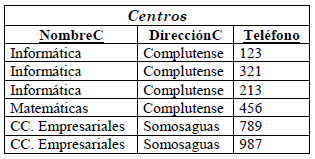 Centros
NombreC DirecciónC Teléfono
Informática Complutense 123
Informática Complutense 321
Informática Complutense 213
Matemáticas Complutense 456
CC. Empresariales Somosaguas 789
CC. Empresariales Somosaguas 987